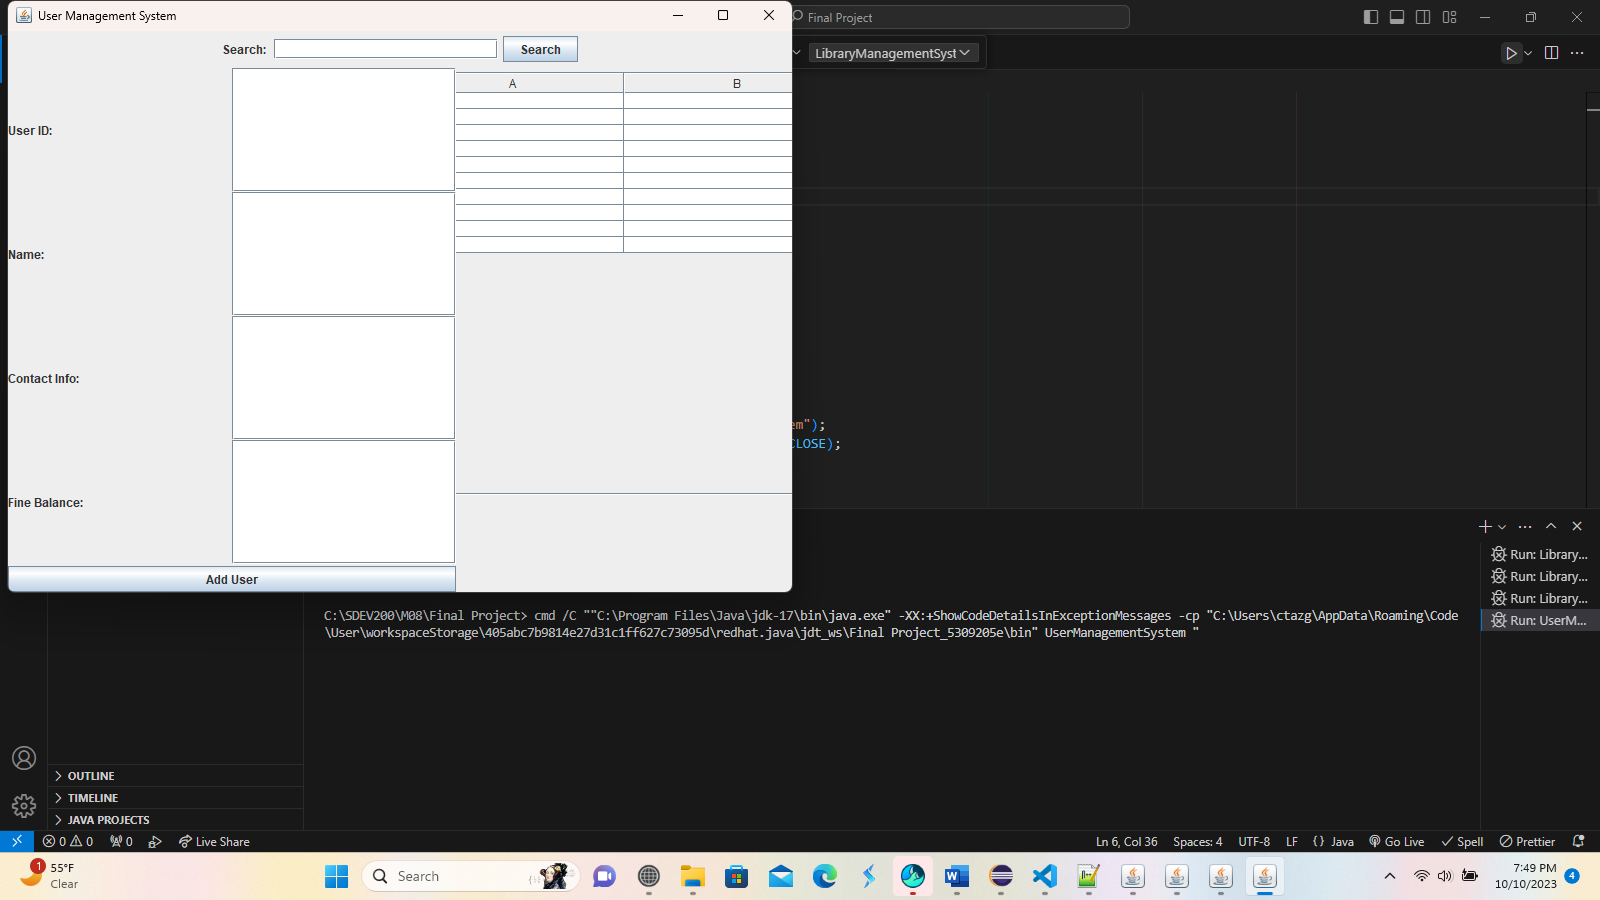 User Management System
Final Project
Search:
Search
LibraryManagementSyst
A
B
User ID:
Name:
Contact Info:
Fine Balance:
Add User
em");
CLOSE);
Run: Library...
Run: Library...
Run: Library...
Run: UserM...
C:\SDEV200\M08\Final Project> cmd /C ""C:\Program Files\Java\jdk-17\bin\java.exe" -XX:+ShowCodeDetailsInExceptionMessages -cp "C:\Users\ctazg\AppData\Roaming\Code
\User\workspaceStorage\405abc7b9814e27d31c1ff627c73095d\redhat.java\jdt_ws\Final Project_5309205e\bin" UserManagementSystem "
OUTLINE
TIMELINE
JAVA PROJECTS
0 0 0 Live Share
Ln 6, Col 36 Spaces: 4 UTF-8 LF {} Java Go Live Spell Prettier
1
55°F
Clear
Search
7:49 PM
10/10/2023
4